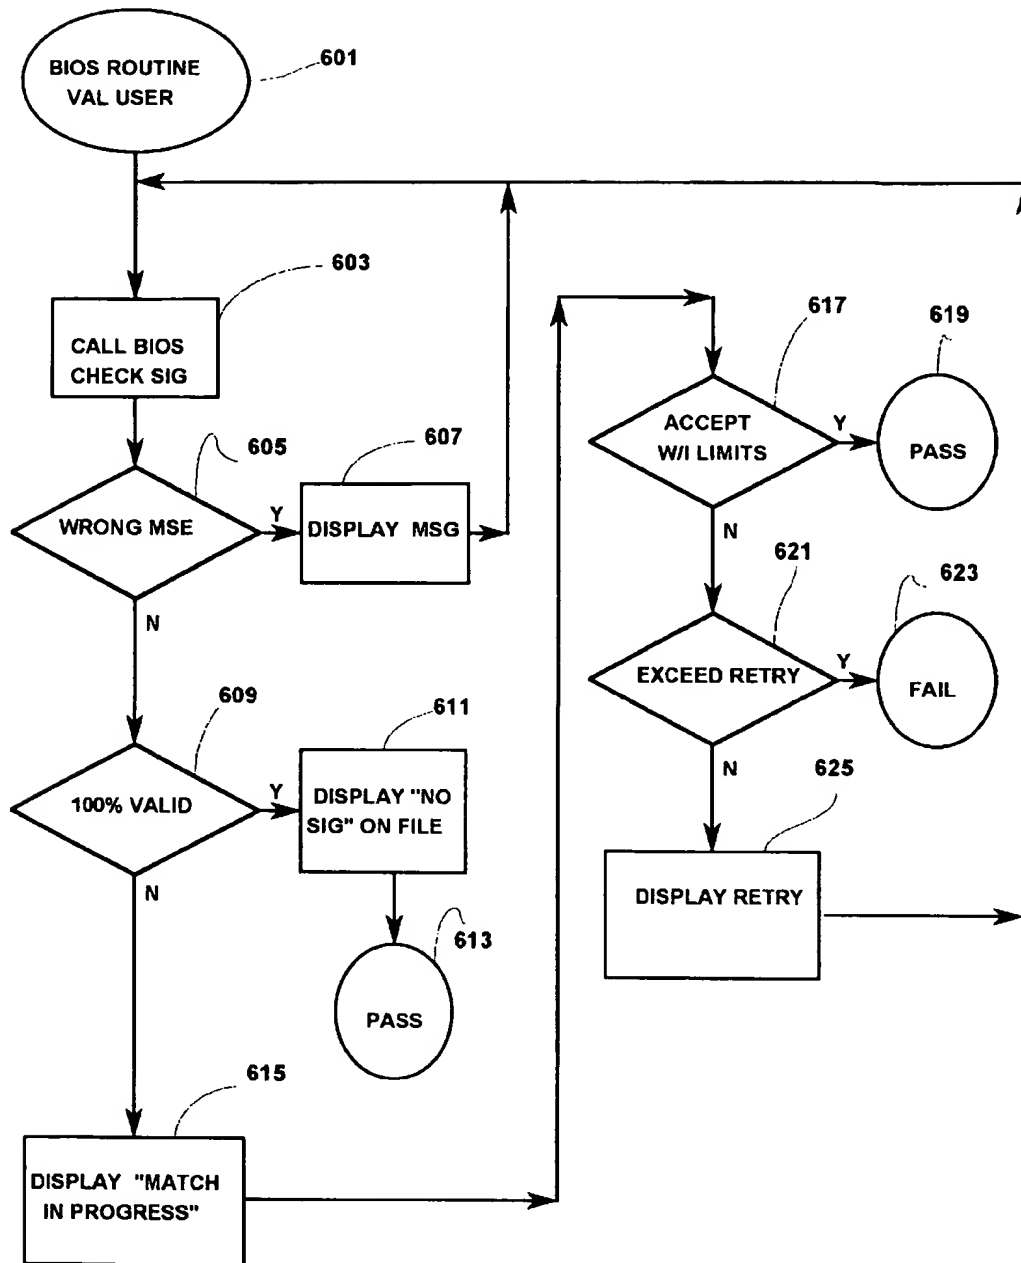 BIOS ROUTINE
VAL USER
601
603
CALL BIOS
CHECK SIG
605
WRONG MSE
Y
N
607
DISPLAY MSG
609
100% VALID
Y
N
611
DISPLAY "NO
SIG" ON FILE
613
PASS
615
DISPLAY "MATCH
IN PROGRESS"
617
ACCEPT
W/I LIMITS
Y
N
619
PASS
621
EXCEED RETRY
Y
N
623
FAIL
625
DISPLAY RETRY